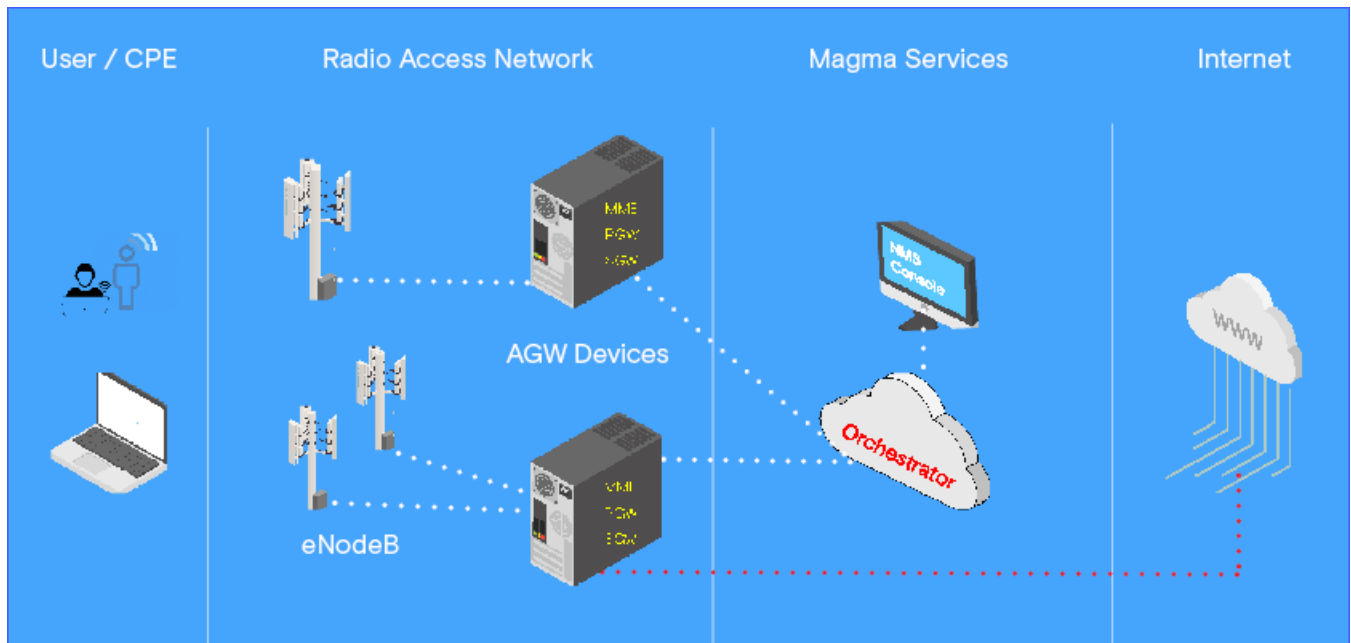 User / CPE
Radio Access Network
Magma Services
Internet
MME
PGW
SGW
NMS
Console
WWW
AGW Devices
Orchestrator
eNodeB